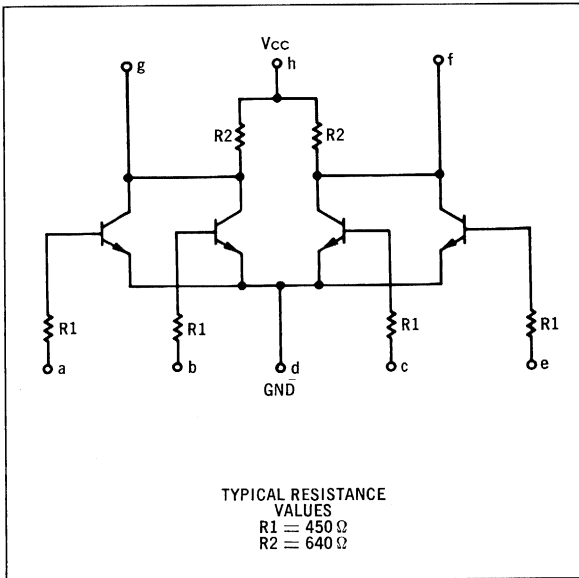 Vcc
g
h
f
R2
R2
R1
R1
R1
R1
a
b
d
c
e
GND
TYPICAL RESISTANCE
VALUES
R1 = 450 Ω
R2 = 640 Ω